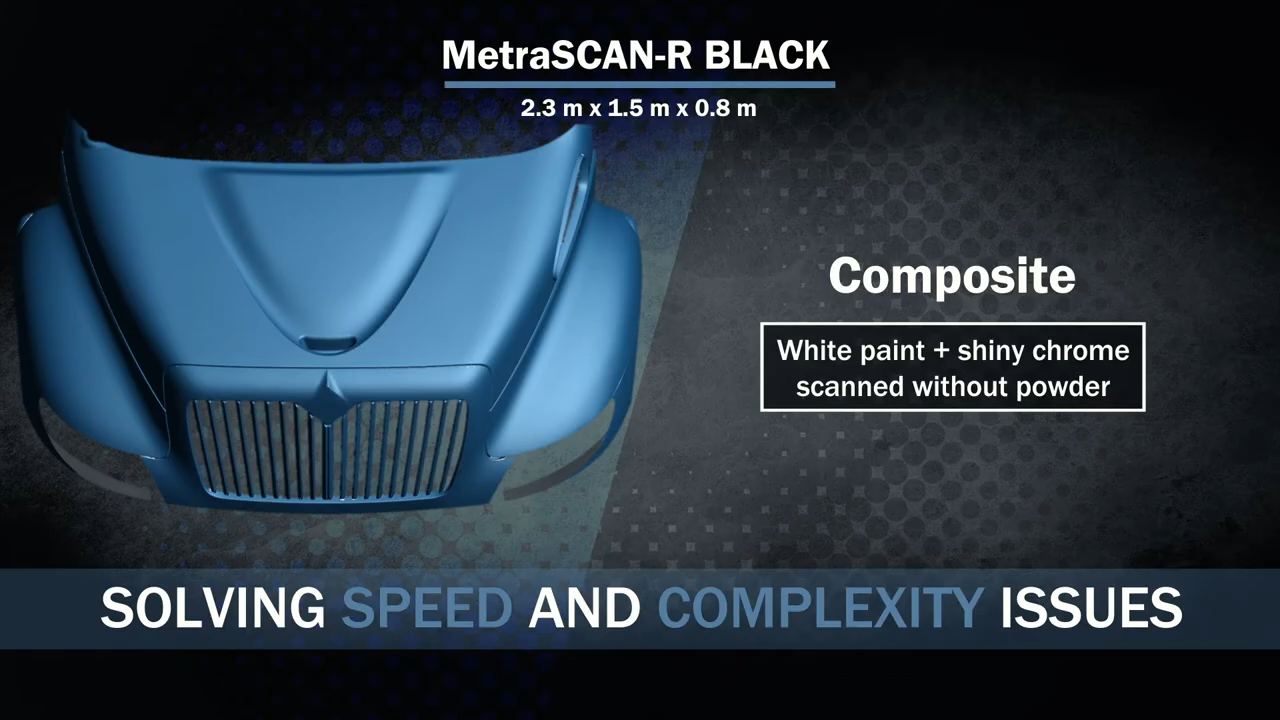 MetraSCAN-R BLACK
2.3 m x 1.5 m x 0.8 m
Composite
White paint + shiny chrome
scanned without powder
SOLVING SPEED AND COMPLEXITY ISSUES